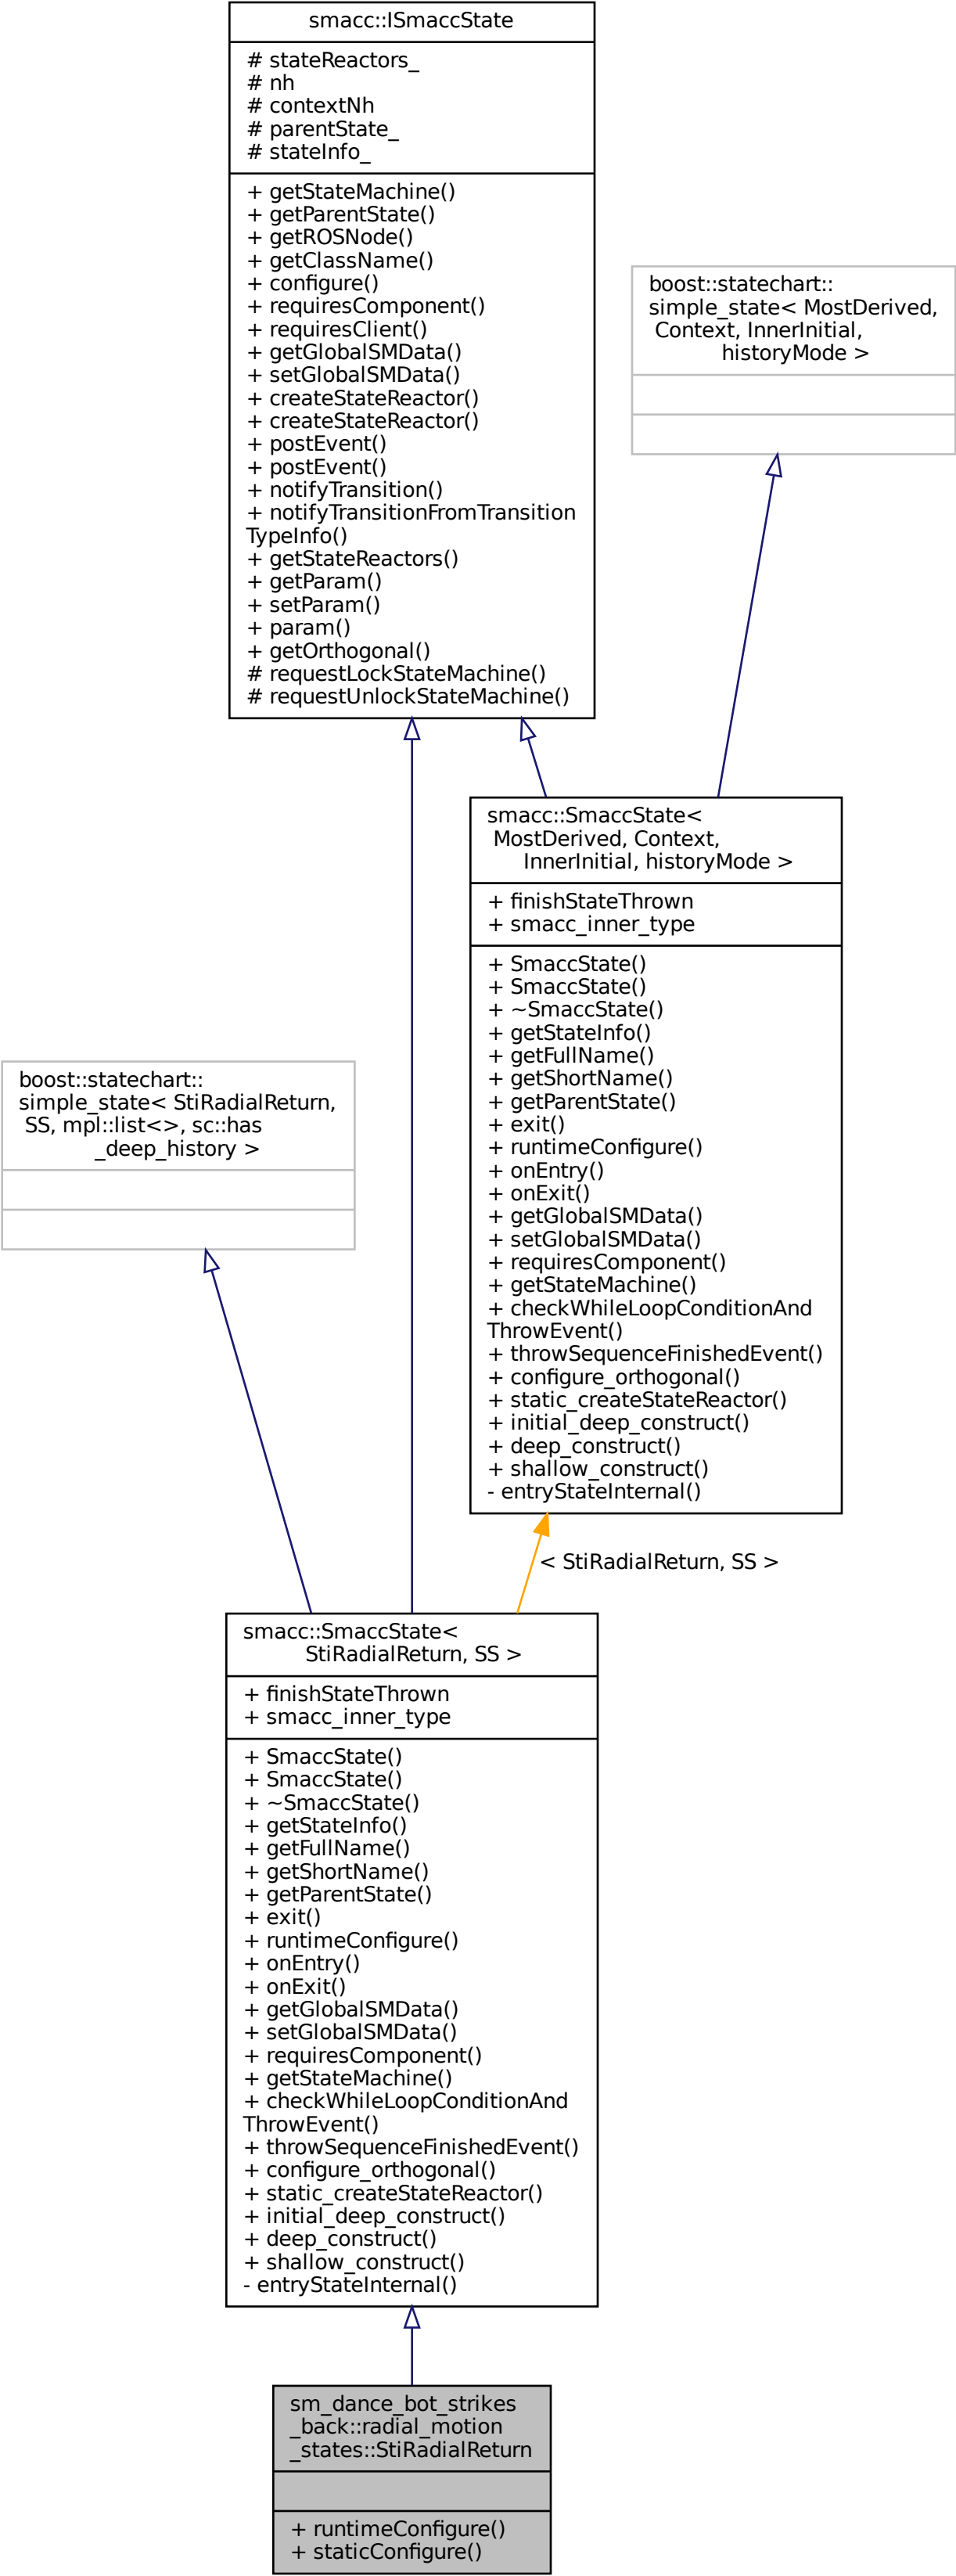 smacc::ISmaccState
# stateReactors_
# nh
# contextNh
# parentState_
# stateInfo_
+ getStateMachine()
+ getParentState()
+ getROSNode()
+ getClassName()
+ configure()
+ requiresComponent()
+ requiresClient()
+ getGlobalSMData()
+ setGlobalSMData()
+ createStateReactor()
+ createStateReactor()
+ postEvent()
+ postEvent()
+ notifyTransition()
+ notifyTransitionFromTransition
TypeInfo()
+ getStateReactors()
+ getParam()
+ setParam()
+ param()
+ getOrthogonal()
# requestLockStateMachine()
# requestUnlockStateMachine()
boost::statechart::
simple_state< MostDerived,
Context, InnerInitial,
historyMode >
smacc::SmaccState<
MostDerived, Context,
InnerInitial, historyMode >
+ finishStateThrown
+ smacc_inner_type
+ SmaccState()
+ SmaccState()
+ ~SmaccState()
+ getStateInfo()
+ getFullName()
+ getShortName()
+ getParentState()
+ exit()
+ runtimeConfigure()
+ onEntry()
+ onExit()
+ getGlobalSMData()
+ setGlobalSMData()
+ requiresComponent()
+ getStateMachine()
+ checkWhileLoopConditionAnd
ThrowEvent()
+ throwSequenceFinishedEvent()
+ configure_orthogonal()
+ static_createStateReactor()
+ initial_deep_construct()
+ deep_construct()
+ shallow_construct()
- entryStateInternal()
boost::statechart::
simple_state< StiRadialReturn,
SS, mpl::list<>, sc::has
_deep_history >
< StiRadialReturn, SS >
smacc::SmaccState<
StiRadialReturn, SS >
+ finishStateThrown
+ smacc_inner_type
+ SmaccState()
+ SmaccState()
+ ~SmaccState()
+ getStateInfo()
+ getFullName()
+ getShortName()
+ getParentState()
+ exit()
+ runtimeConfigure()
+ onEntry()
+ onExit()
+ getGlobalSMData()
+ setGlobalSMData()
+ requiresComponent()
+ getStateMachine()
+ checkWhileLoopConditionAnd
ThrowEvent()
+ throwSequenceFinishedEvent()
+ configure_orthogonal()
+ static_createStateReactor()
+ initial_deep_construct()
+ deep_construct()
+ shallow_construct()
- entryStateInternal()
sm_dance_bot_strikes
_back::radial_motion
_states::StiRadialReturn
+ runtimeConfigure()
+ staticConfigure()